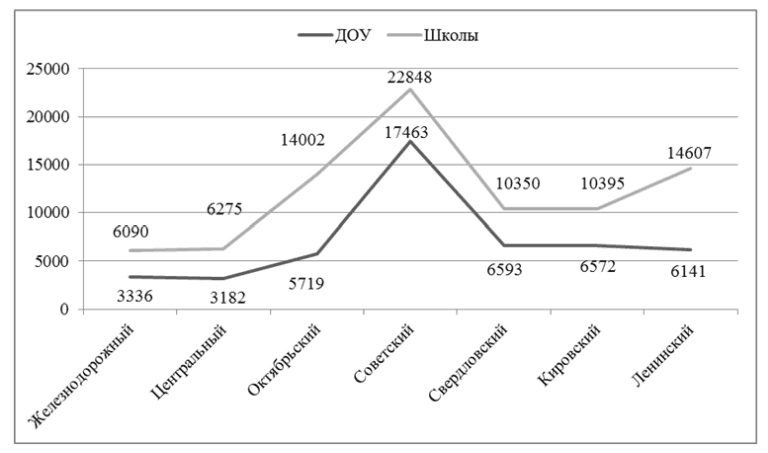 ДОУ Школы
25000
20000
15000
10000
5000
0
22848
17463
14002
14607
10350
10395
6090
6275
3336
3182
5719
6593
6572
6141
Железнодорожный
Центральный
Октябрьский
Советский
Свердловский
Кировский
Ленинский